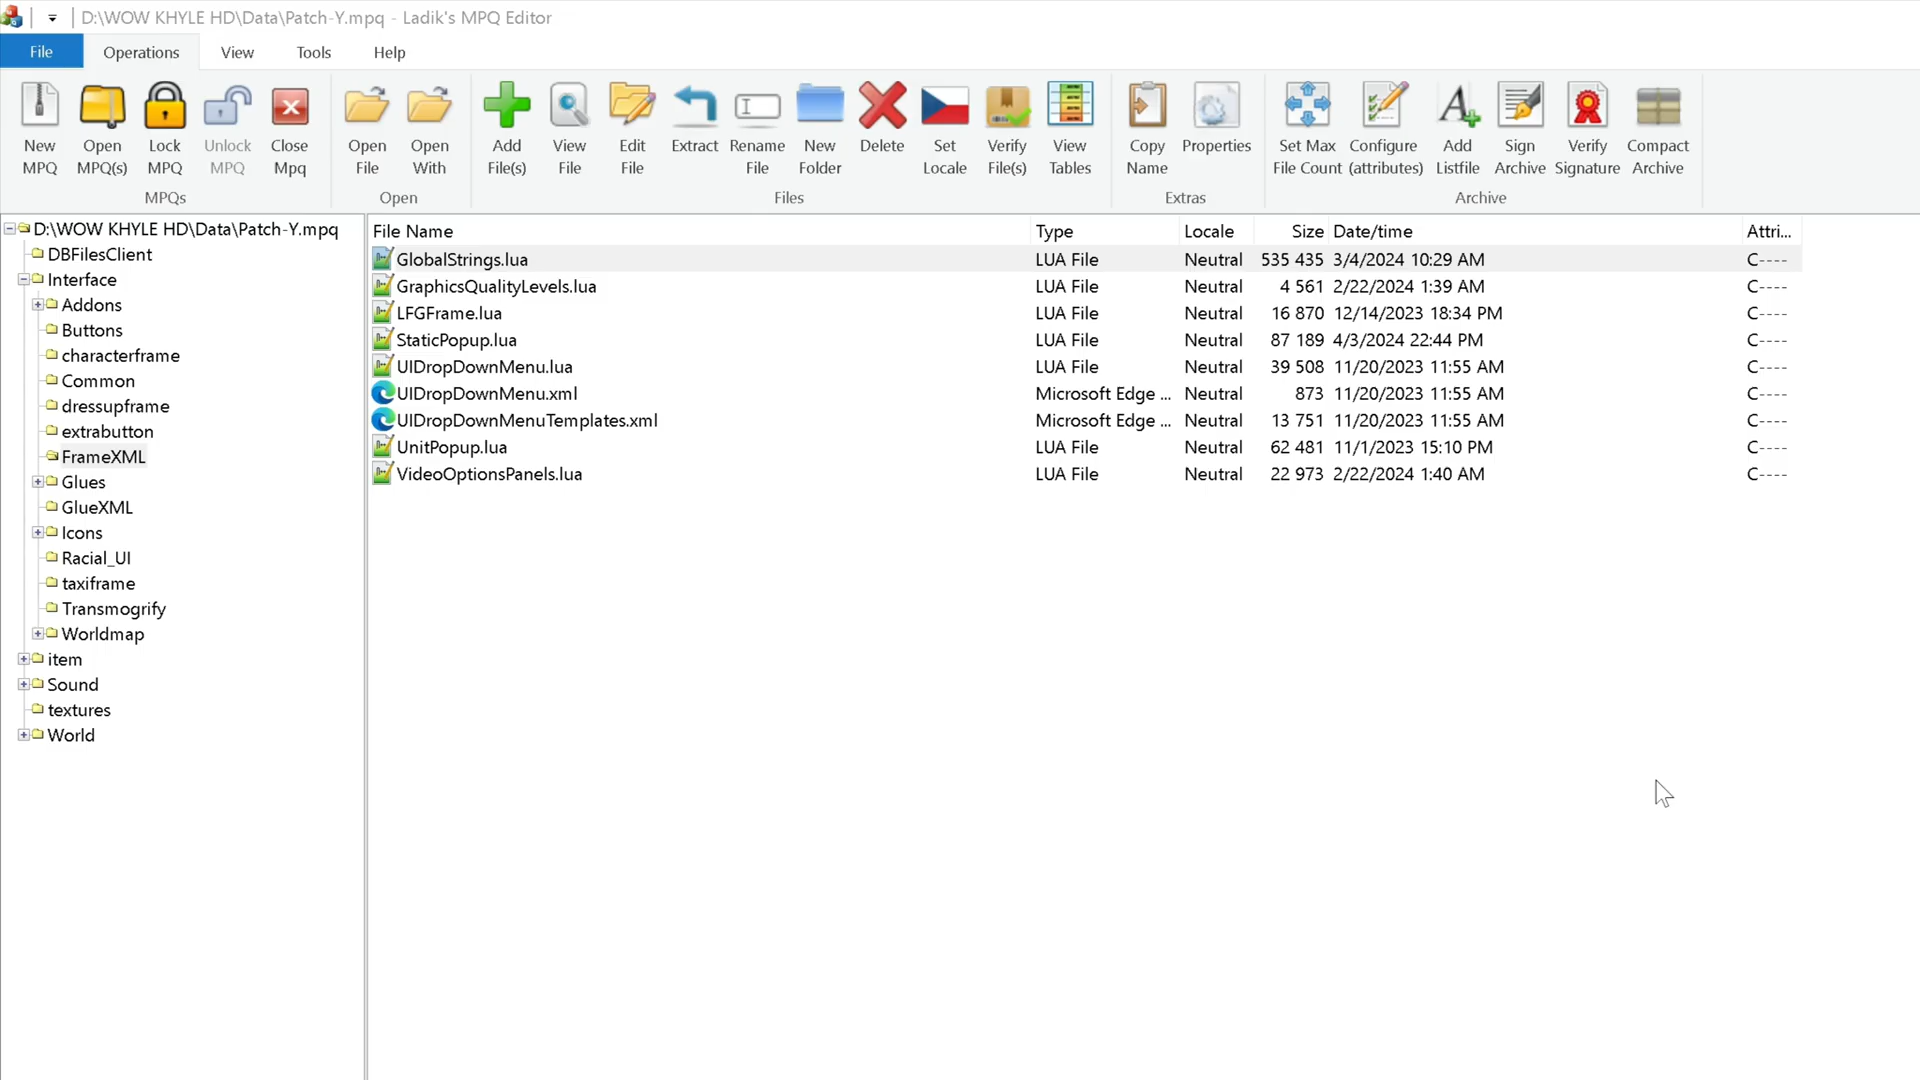 D:\WOW KHYLE HD\Data\Patch-Y.mpq - Ladik's MPQ Editor
File Operations View Tools Help
New MPQ
Open MPQ(s)
Lock MPQ
Unlock MPQ
Close Mpq
MPQs
Open File
Open With
Open
Add File(s)
View File
Edit File
Extract
Rename File
New Folder
Delete
Set Locale
Verify File(s)
View Tables
Files
Copy Name
Properties
Extras
Set Max File Count
Configure (attributes)
Add Listfile
Sign Archive
Verify Signature
Compact Archive
Archive
D:\WOW KHYLE HD\Data\Patch-Y.mpq
DBFilesClient
Interface
Addons
Buttons
characterframe
Common
dressupframe
extrabutton
FrameXML
Glues
GlueXML
Icons
Racial_UI
taxiframe
Transmogrify
Worldmap
item
Sound
textures
World
File Name Type Locale Size Date/time Attri...
GlobalStrings.lua LUA File Neutral 535 435 3/4/2024 10:29 AM C----
GraphicsQualityLevels.lua LUA File Neutral 4 561 2/22/2024 1:39 AM C----
LFGFrame.lua LUA File Neutral 16 870 12/14/2023 18:34 PM C----
StaticPopup.lua LUA File Neutral 87 189 4/3/2024 22:44 PM C----
UIDropDownMenu.lua LUA File Neutral 39 508 11/20/2023 11:55 AM C----
UIDropDownMenu.xml Microsoft Edge ... Neutral 873 11/20/2023 11:55 AM C----
UIDropDownMenuTemplates.xml Microsoft Edge ... Neutral 13 751 11/20/2023 11:55 AM C----
UnitPopup.lua LUA File Neutral 62 481 11/1/2023 15:10 PM C----
VideoOptionsPanels.lua LUA File Neutral 22 973 2/22/2024 1:40 AM C----